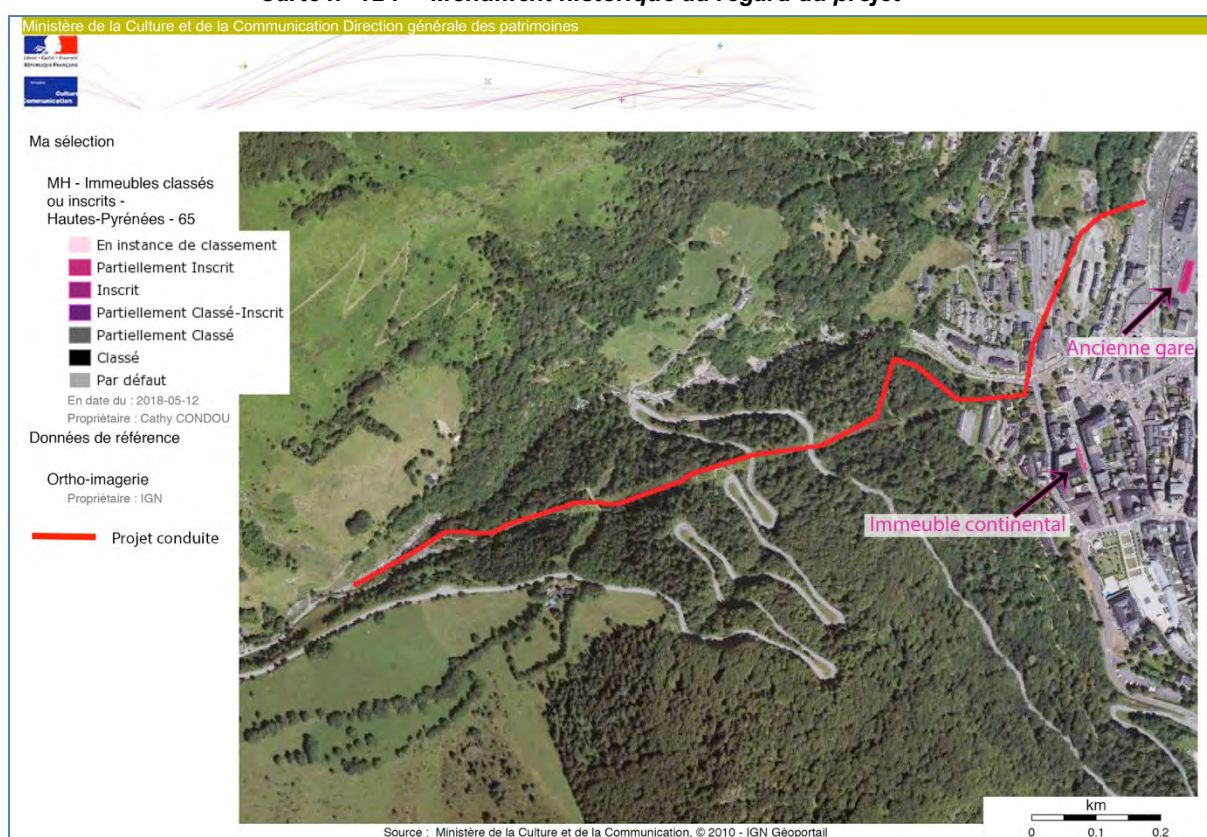 Ministère de la Culture et de la Communication Direction générale des patrimoines
RÉPUBLIQUE FRANÇAISE
Culture
Communication
Ma sélection
MH - Immeubles classés
ou inscrits -
Hautes-Pyrénées - 65
En instance de classement
Partiellement Inscrit
Inscrit
Partiellement Classé-Inscrit
Partiellement Classé
Classé
Par défaut
En date du : 2018-05-12
Propriétaire : Cathy CONDOU
Données de référence
Ortho-imagerie
Propriétaire : IGN
Projet conduite
Ancienne gare
Immeuble continental
km
0 0.1 0.2
Source : Ministère de la Culture et de la Communication, © 2010 - IGN Géoportail